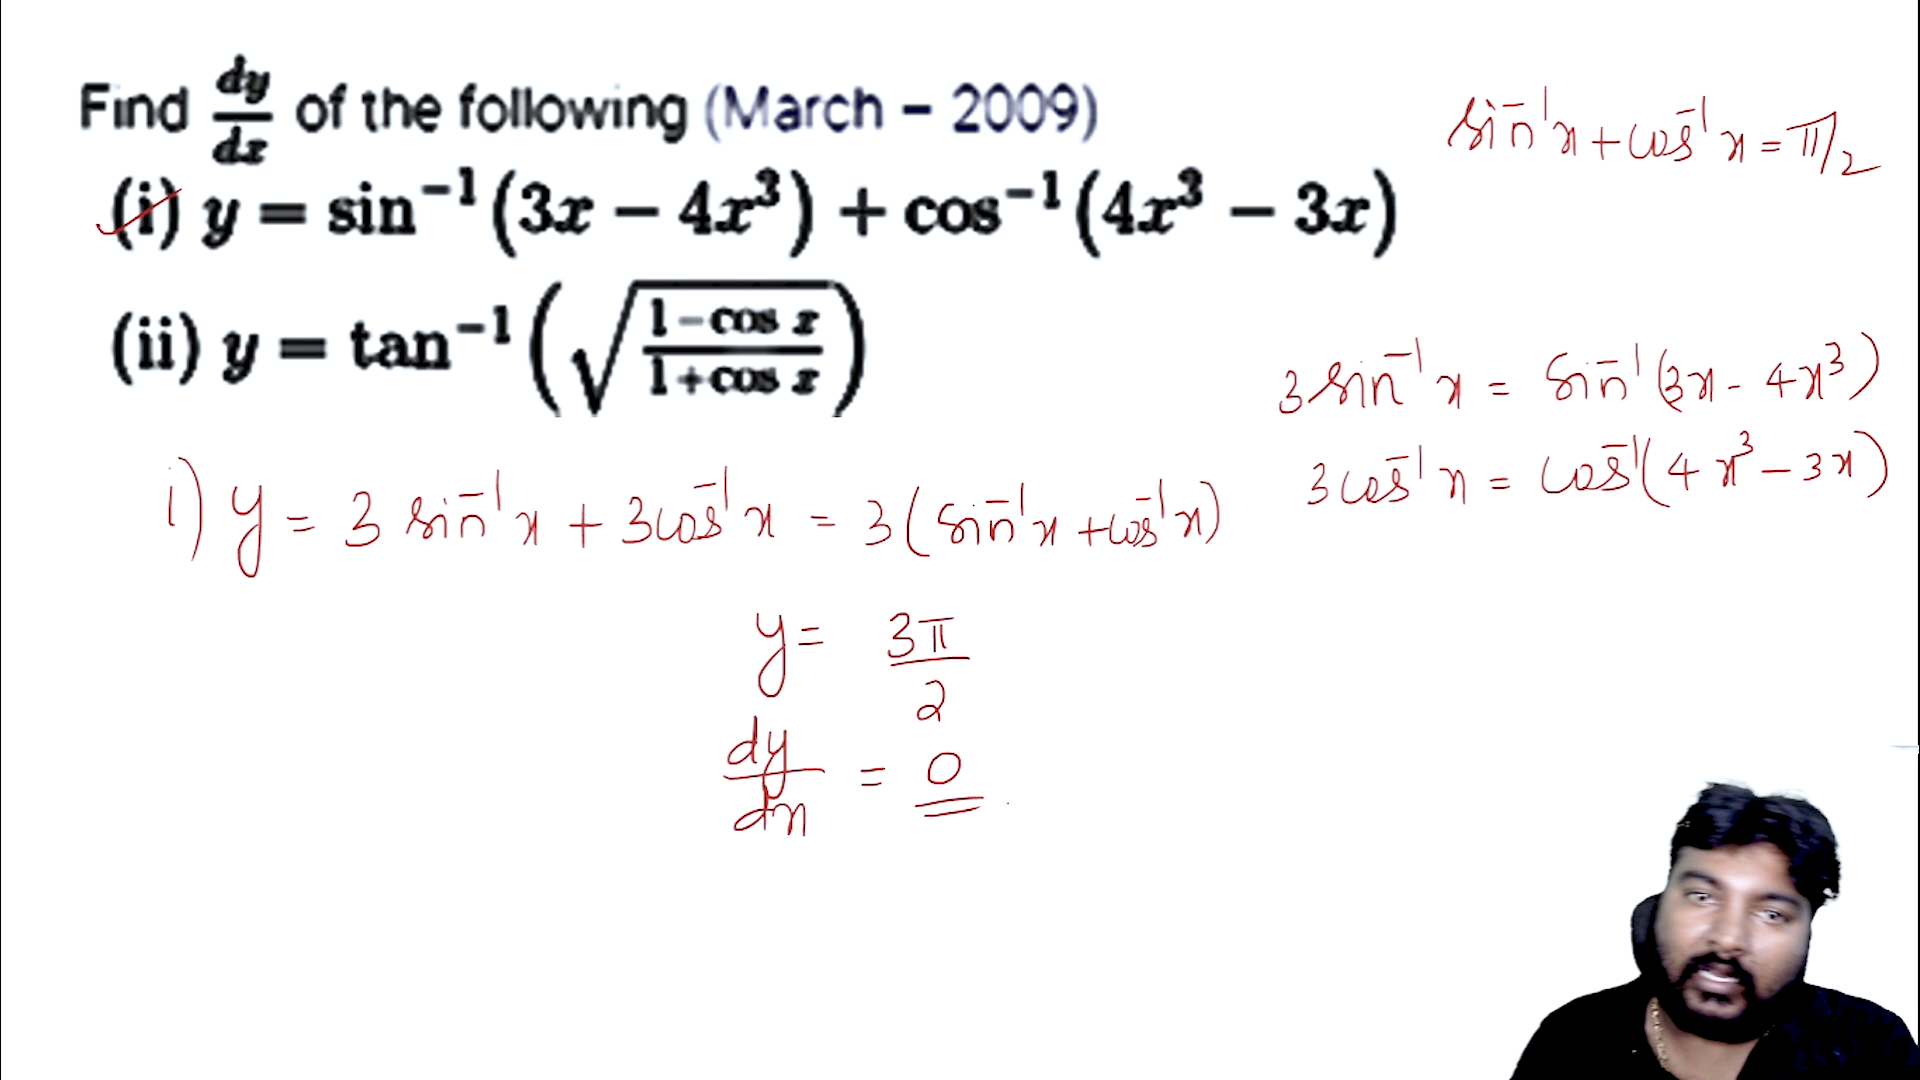 Find dy/dx of the following (March – 2009)
sin⁻¹x + cos⁻¹x = π/2
(i) y = sin⁻¹(3x − 4x³) + cos⁻¹(4x³ − 3x)
(ii) y = tan⁻¹(√((1−cos x)/(1+cos x)))
3 sin⁻¹x = sin⁻¹(3x - 4x³)
3cos⁻¹x = cos⁻¹(4x³ − 3x)
i) y = 3 sin⁻¹x + 3cos⁻¹x = 3(sin⁻¹x + cos⁻¹x)
y = 3π/2
dy/dx = 0